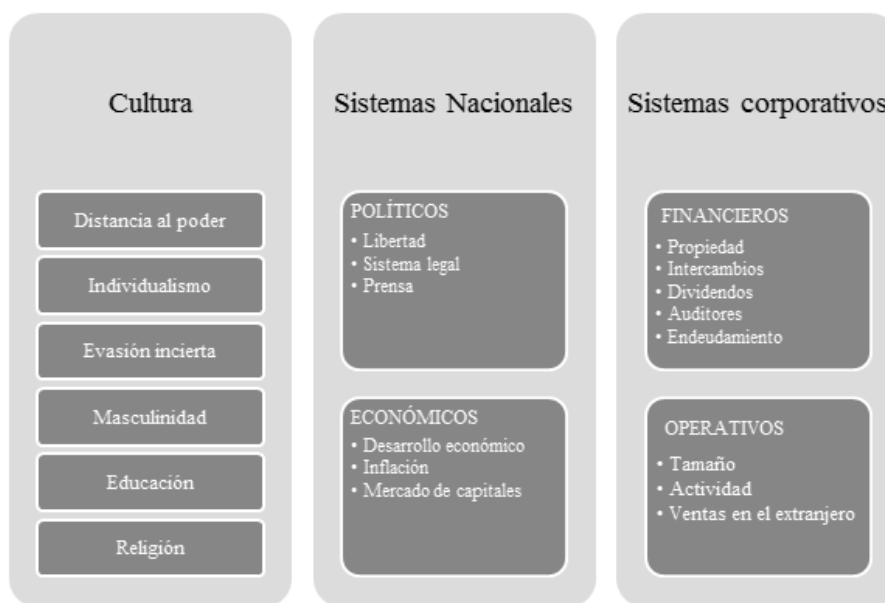 Cultura
Distancia al poder
Individualismo
Evasión incierta
Masculinidad
Educación
Religión
Sistemas Nacionales
POLÍTICOS
• Libertad
• Sistema legal
• Prensa
ECONÓMICOS
• Desarrollo económico
• Inflación
• Mercado de capitales
Sistemas corporativos
FINANCIEROS
• Propiedad
• Intercambios
• Dividendos
• Auditores
• Endeudamiento
OPERATIVOS
• Tamaño
• Actividad
• Ventas en el extranjero